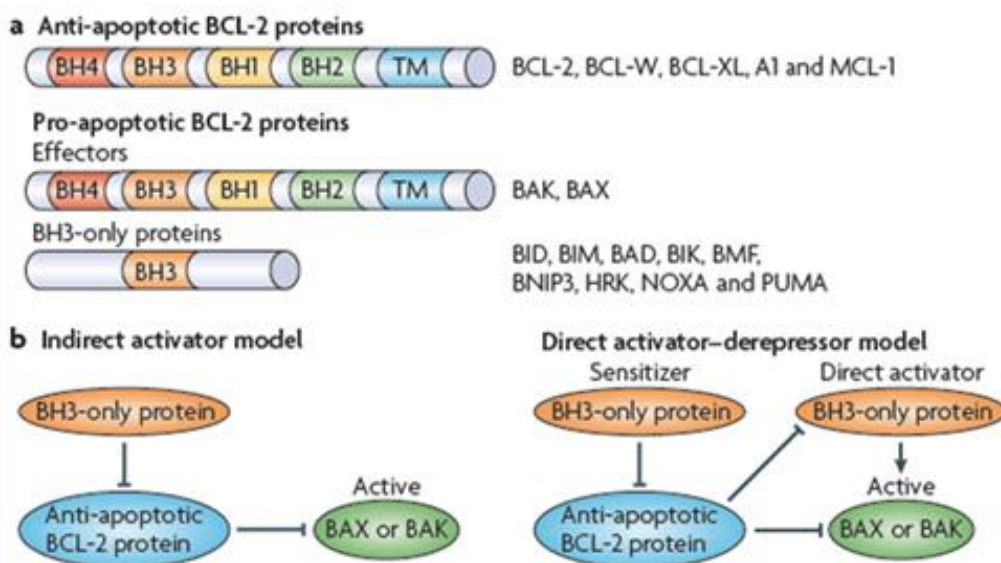 a Anti-apoptotic BCL-2 proteins
BH4 BH3 BH1 BH2 TM
BCL-2, BCL-W, BCL-XL, A1 and MCL-1
Pro-apoptotic BCL-2 proteins
Effectors
BH4 BH3 BH1 BH2 TM
BAK, BAX
BH3-only proteins
BH3
BID, BIM, BAD, BIK, BMF,
BNIP3, HRK, NOXA and PUMA
b Indirect activator model
BH3-only protein
Anti-apoptotic
BCL-2 protein
Active
BAX or BAK
Direct activator–derepressor model
Sensitizer
BH3-only protein
Direct activator
BH3-only protein
Anti-apoptotic
BCL-2 protein
Active
BAX or BAK